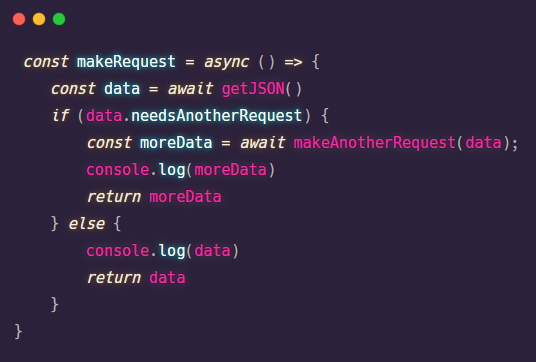 const makeRequest = async () => {
    const data = await getJSON()
    if (data.needsAnotherRequest) {
        const moreData = await makeAnotherRequest(data);
        console.log(moreData)
        return moreData
    } else {
        console.log(data)
        return data
    }
}